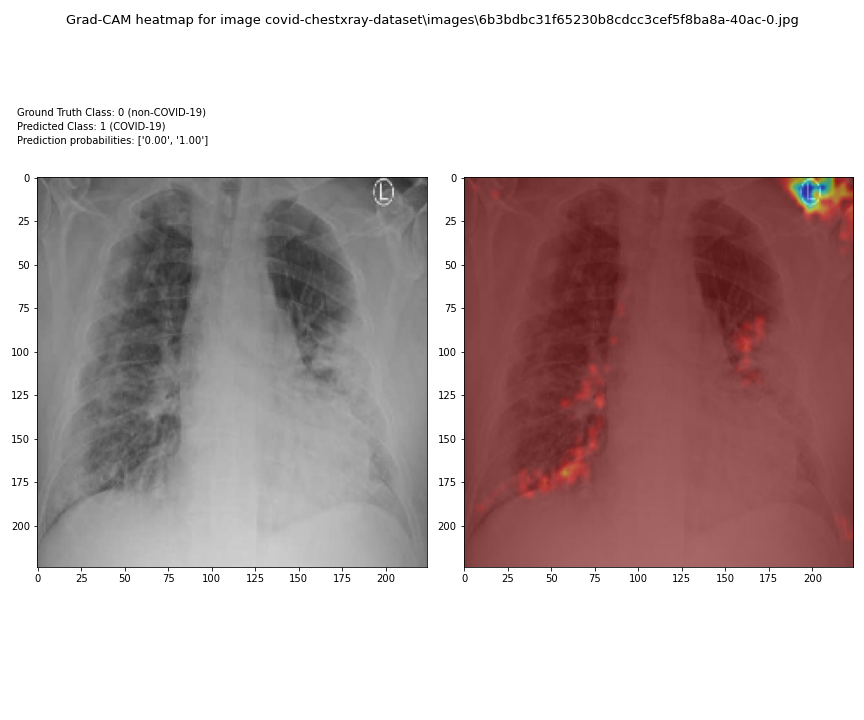 Grad-CAM heatmap for image covid-chestxray-dataset\images\6b3bdbc31f65230b8cdcc3cef5f8ba8a-40ac-0.jpg
Ground Truth Class: 0 (non-COVID-19)
Predicted Class: 1 (COVID-19)
Prediction probabilities: ['0.00', '1.00']
0
25
50
75
100
125
150
175
200
0 25 50 75 100 125 150 175 200
L
0
25
50
75
100
125
150
175
200
0 25 50 75 100 125 150 175 200
L